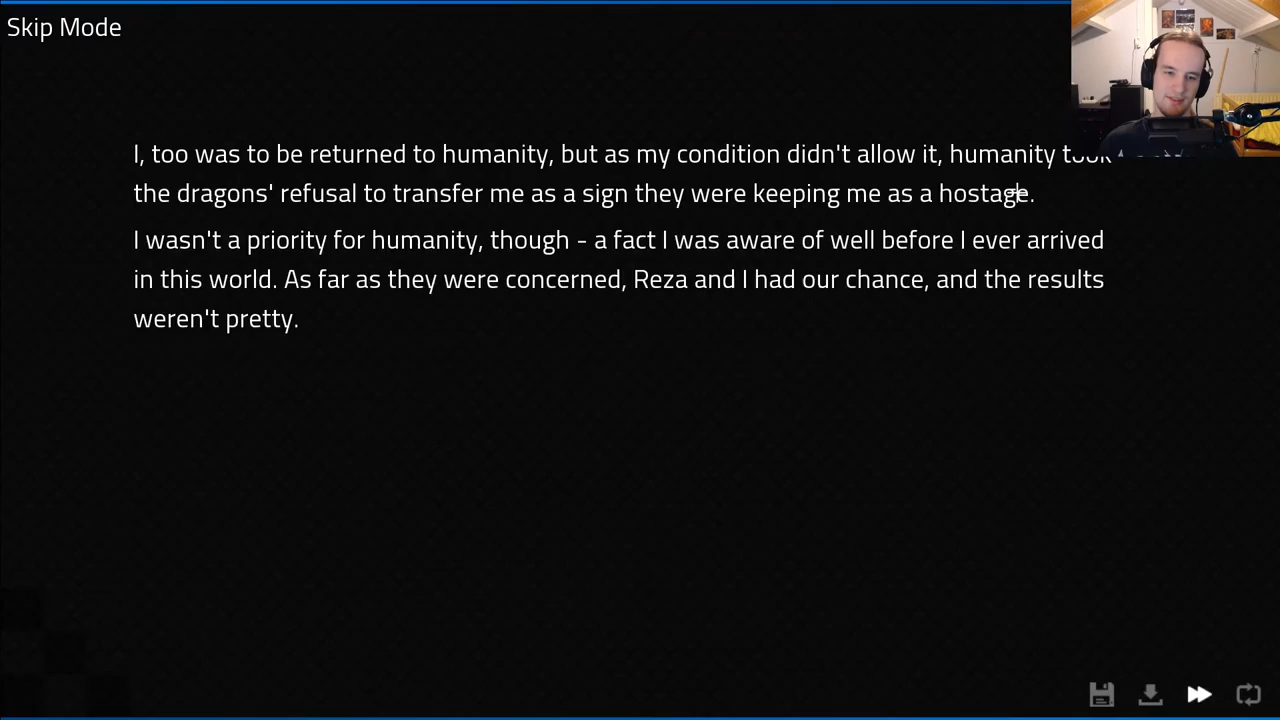 Skip Mode
I, too was to be returned to humanity, but as my condition didn't allow it, humanity took
the dragons' refusal to transfer me as a sign they were keeping me as a hostage.
I wasn't a priority for humanity, though - a fact I was aware of well before I ever arrived
in this world. As far as they were concerned, Reza and I had our chance, and the results
weren't pretty.